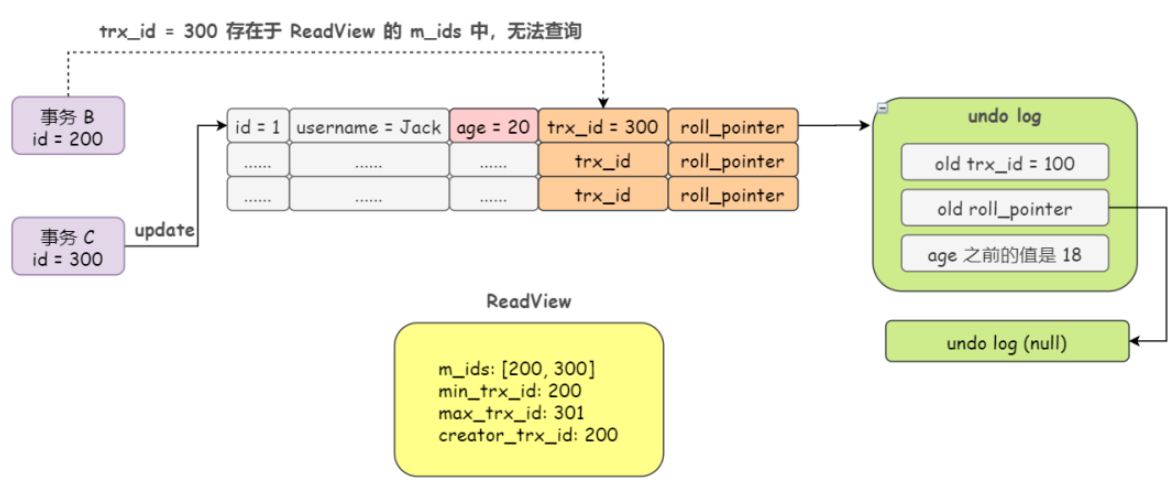 trx_id = 300 存在于 ReadView 的 m_ids 中，无法查询
事务 B
id = 200
id = 1 username = Jack age = 20 trx_id = 300 roll_pointer
...... ...... ...... trx_id roll_pointer
...... ...... ...... trx_id roll_pointer
事务 C
id = 300
update
undo log
old trx_id = 100
old roll_pointer
age 之前的值是 18
undo log (null)
ReadView
m_ids: [200, 300]
min_trx_id: 200
max_trx_id: 301
creator_trx_id: 200